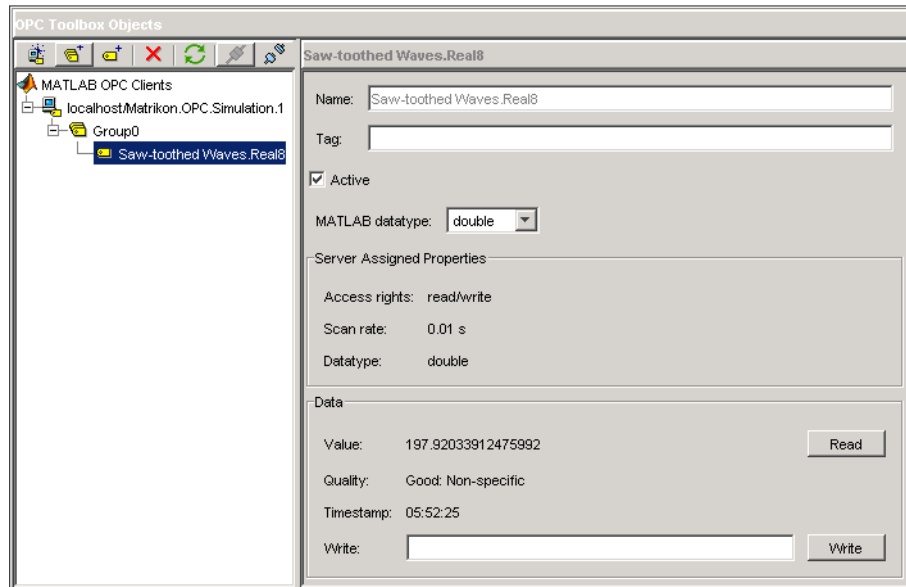 OPC Toolbox Objects
MATLAB OPC Clients
localhost/Matrikon.OPC.Simulation.1
Group0
Saw-toothed Waves.Real8
Saw-toothed Waves.Real8
Name: Saw-toothed Waves.Real8
Tag:
Active
MATLAB datatype: double
Server Assigned Properties
Access rights: read/write
Scan rate: 0.01 s
Datatype: double
Data
Value: 197.92033912475992 Read
Quality: Good: Non-specific
Timestamp: 05:52:25
Write: Write